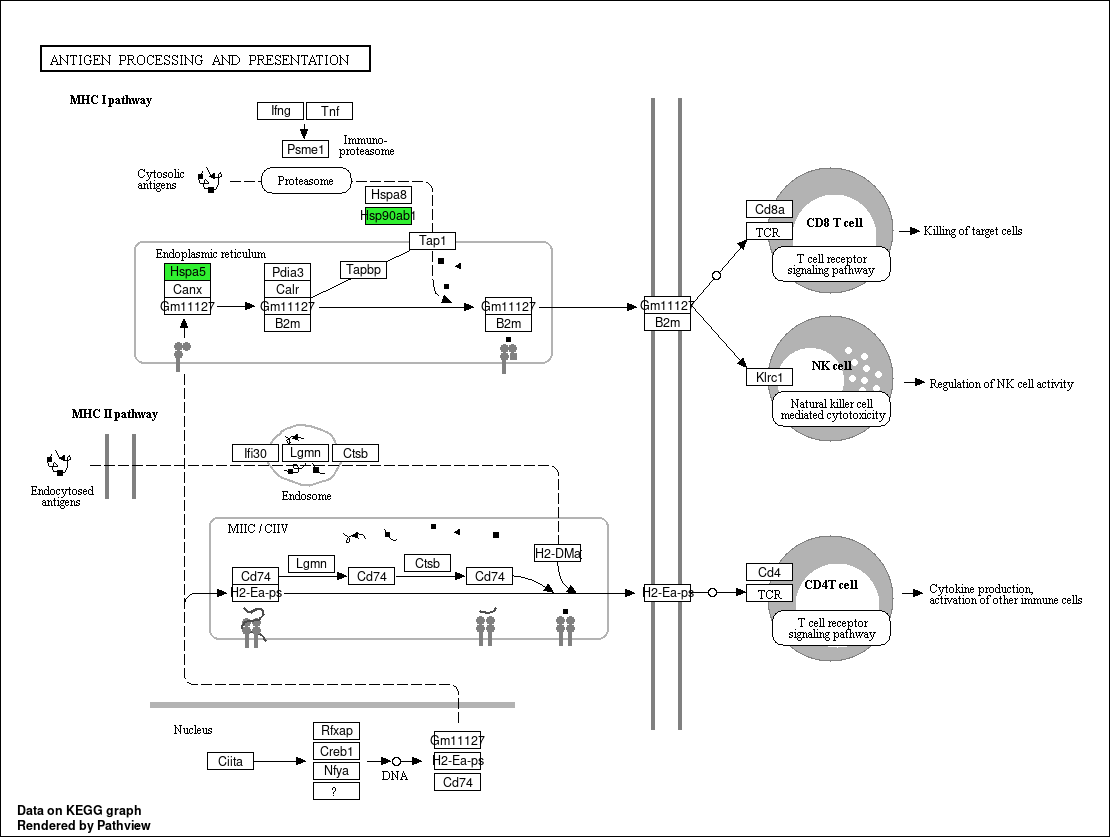 ANTIGEN PROCESSING AND PRESENTATION
MHC I pathway
Ifng
Tnf
Psme1
Immuno-
proteasome
Cytosolic
antigens
Proteasome
Hspa8
Hsp90ab1
Tap1
Endoplasmic reticulum
Hspa5
Canx
Gm11127
Pdia3
Calr
Gm11127
B2m
Tapbp
Gm11127
B2m
Gm11127
B2m
Cd8a
TCR
CD8 T cell
T cell receptor
signaling pathway
Killing of target cells
Klrc1
NK cell
Natural killer cell
mediated cytotoxicity
Regulation of NK cell activity
MHC II pathway
Endocytosed
antigens
Ifi30
Lgmn
Ctsb
Endosome
MIIC / CIIV
Cd74
H2-Ea-ps
Lgmn
Cd74
Ctsb
Cd74
H2-DMa
H2-Ea-ps
Cd4
TCR
CD4T cell
T cell receptor
signaling pathway
Cytokine production,
activation of other immune cells
Nucleus
Ciita
Rfxap
Creb1
Nfya
?
DNA
Gm11127
H2-Ea-ps
Cd74
Data on KEGG graph
Rendered by Pathview